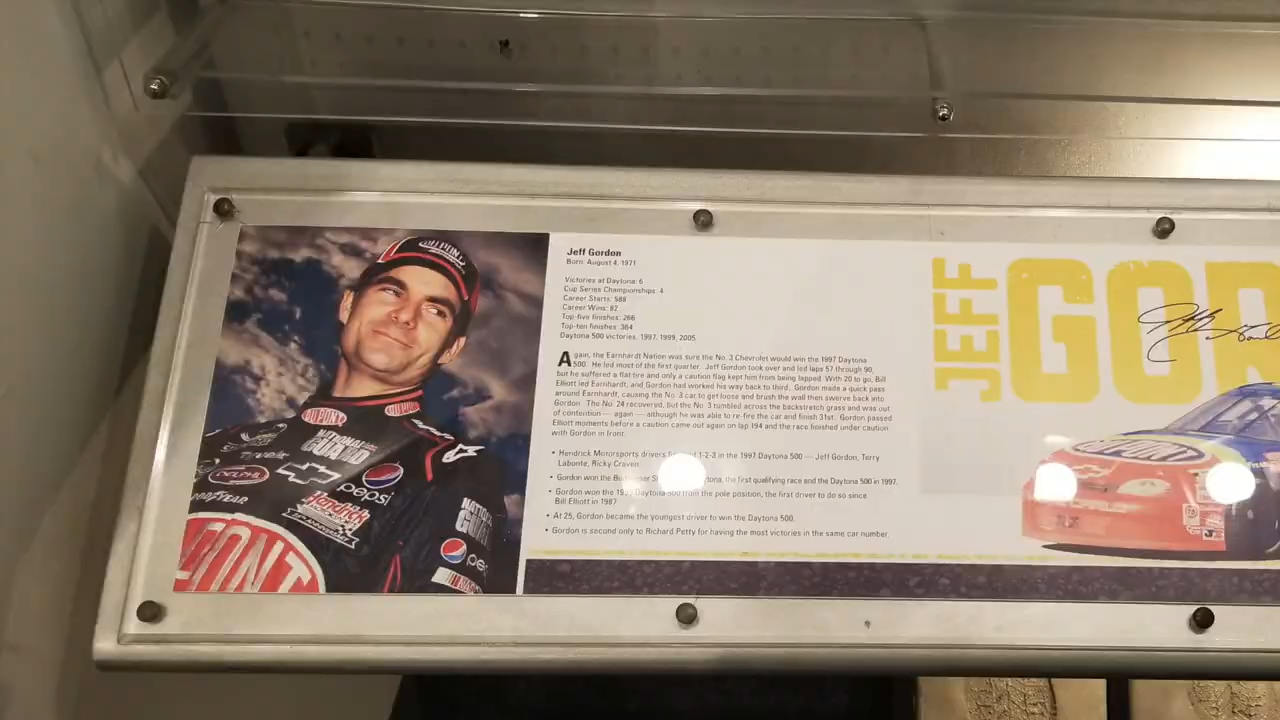 Jeff Gordon
Born: August 4, 1971
Victories at Daytona: 6
Cup Series Championships: 4
Career Starts: 588
Career Wins: 82
Top-five finishes: 266
Top-ten finishes: 364
Daytona 500 victories, 1997, 1999, 2005
Again, the Earnhardt Nation was sure the No. 3 Chevrolet would win the 1997 Daytona
500. He led most of the first quarter. Jeff Gordon took over and led laps 57 through 90,
but he suffered a flat tire and only a caution flag kept him from being lapped. With 20 to go, Bill
Elliott led Earnhardt, and Gordon had worked his way back to third. Gordon made a quick pass
around Earnhardt, causing the No. 3 car to get loose and brush the wall then swerve back into
Gordon. The No. 24 recovered, but the No. 3 tumbled across the backstretch grass and was out
of contention — again — although he was able to re-fire the car and finish 31st. Gordon passed
Elliott moments before a caution came out again on lap 194 and the race finished under caution
with Gordon in front.
• Hendrick Motorsports drivers 1-2-3 in the 1997 Daytona 500 — Jeff Gordon, Terry
Labonte, Ricky Craven.
• Gordon won the the first qualifying race and the Daytona 500 in 1997.
• Gordon won the Daytona 500 from the pole position, the first driver to do so since
Bill Elliott in 1987
• At 25, Gordon became the youngest driver to win the Daytona 500.
• Gordon is second only to Richard Petty for having the most victories in the same car number.
JEFF
GOR
DUPONT
DUPONT
DUPONT
NATIONAL
GUARD
DELPHI
pepsi
GOODYEAR
Hendrick
NATIONAL
pe
DUPONT